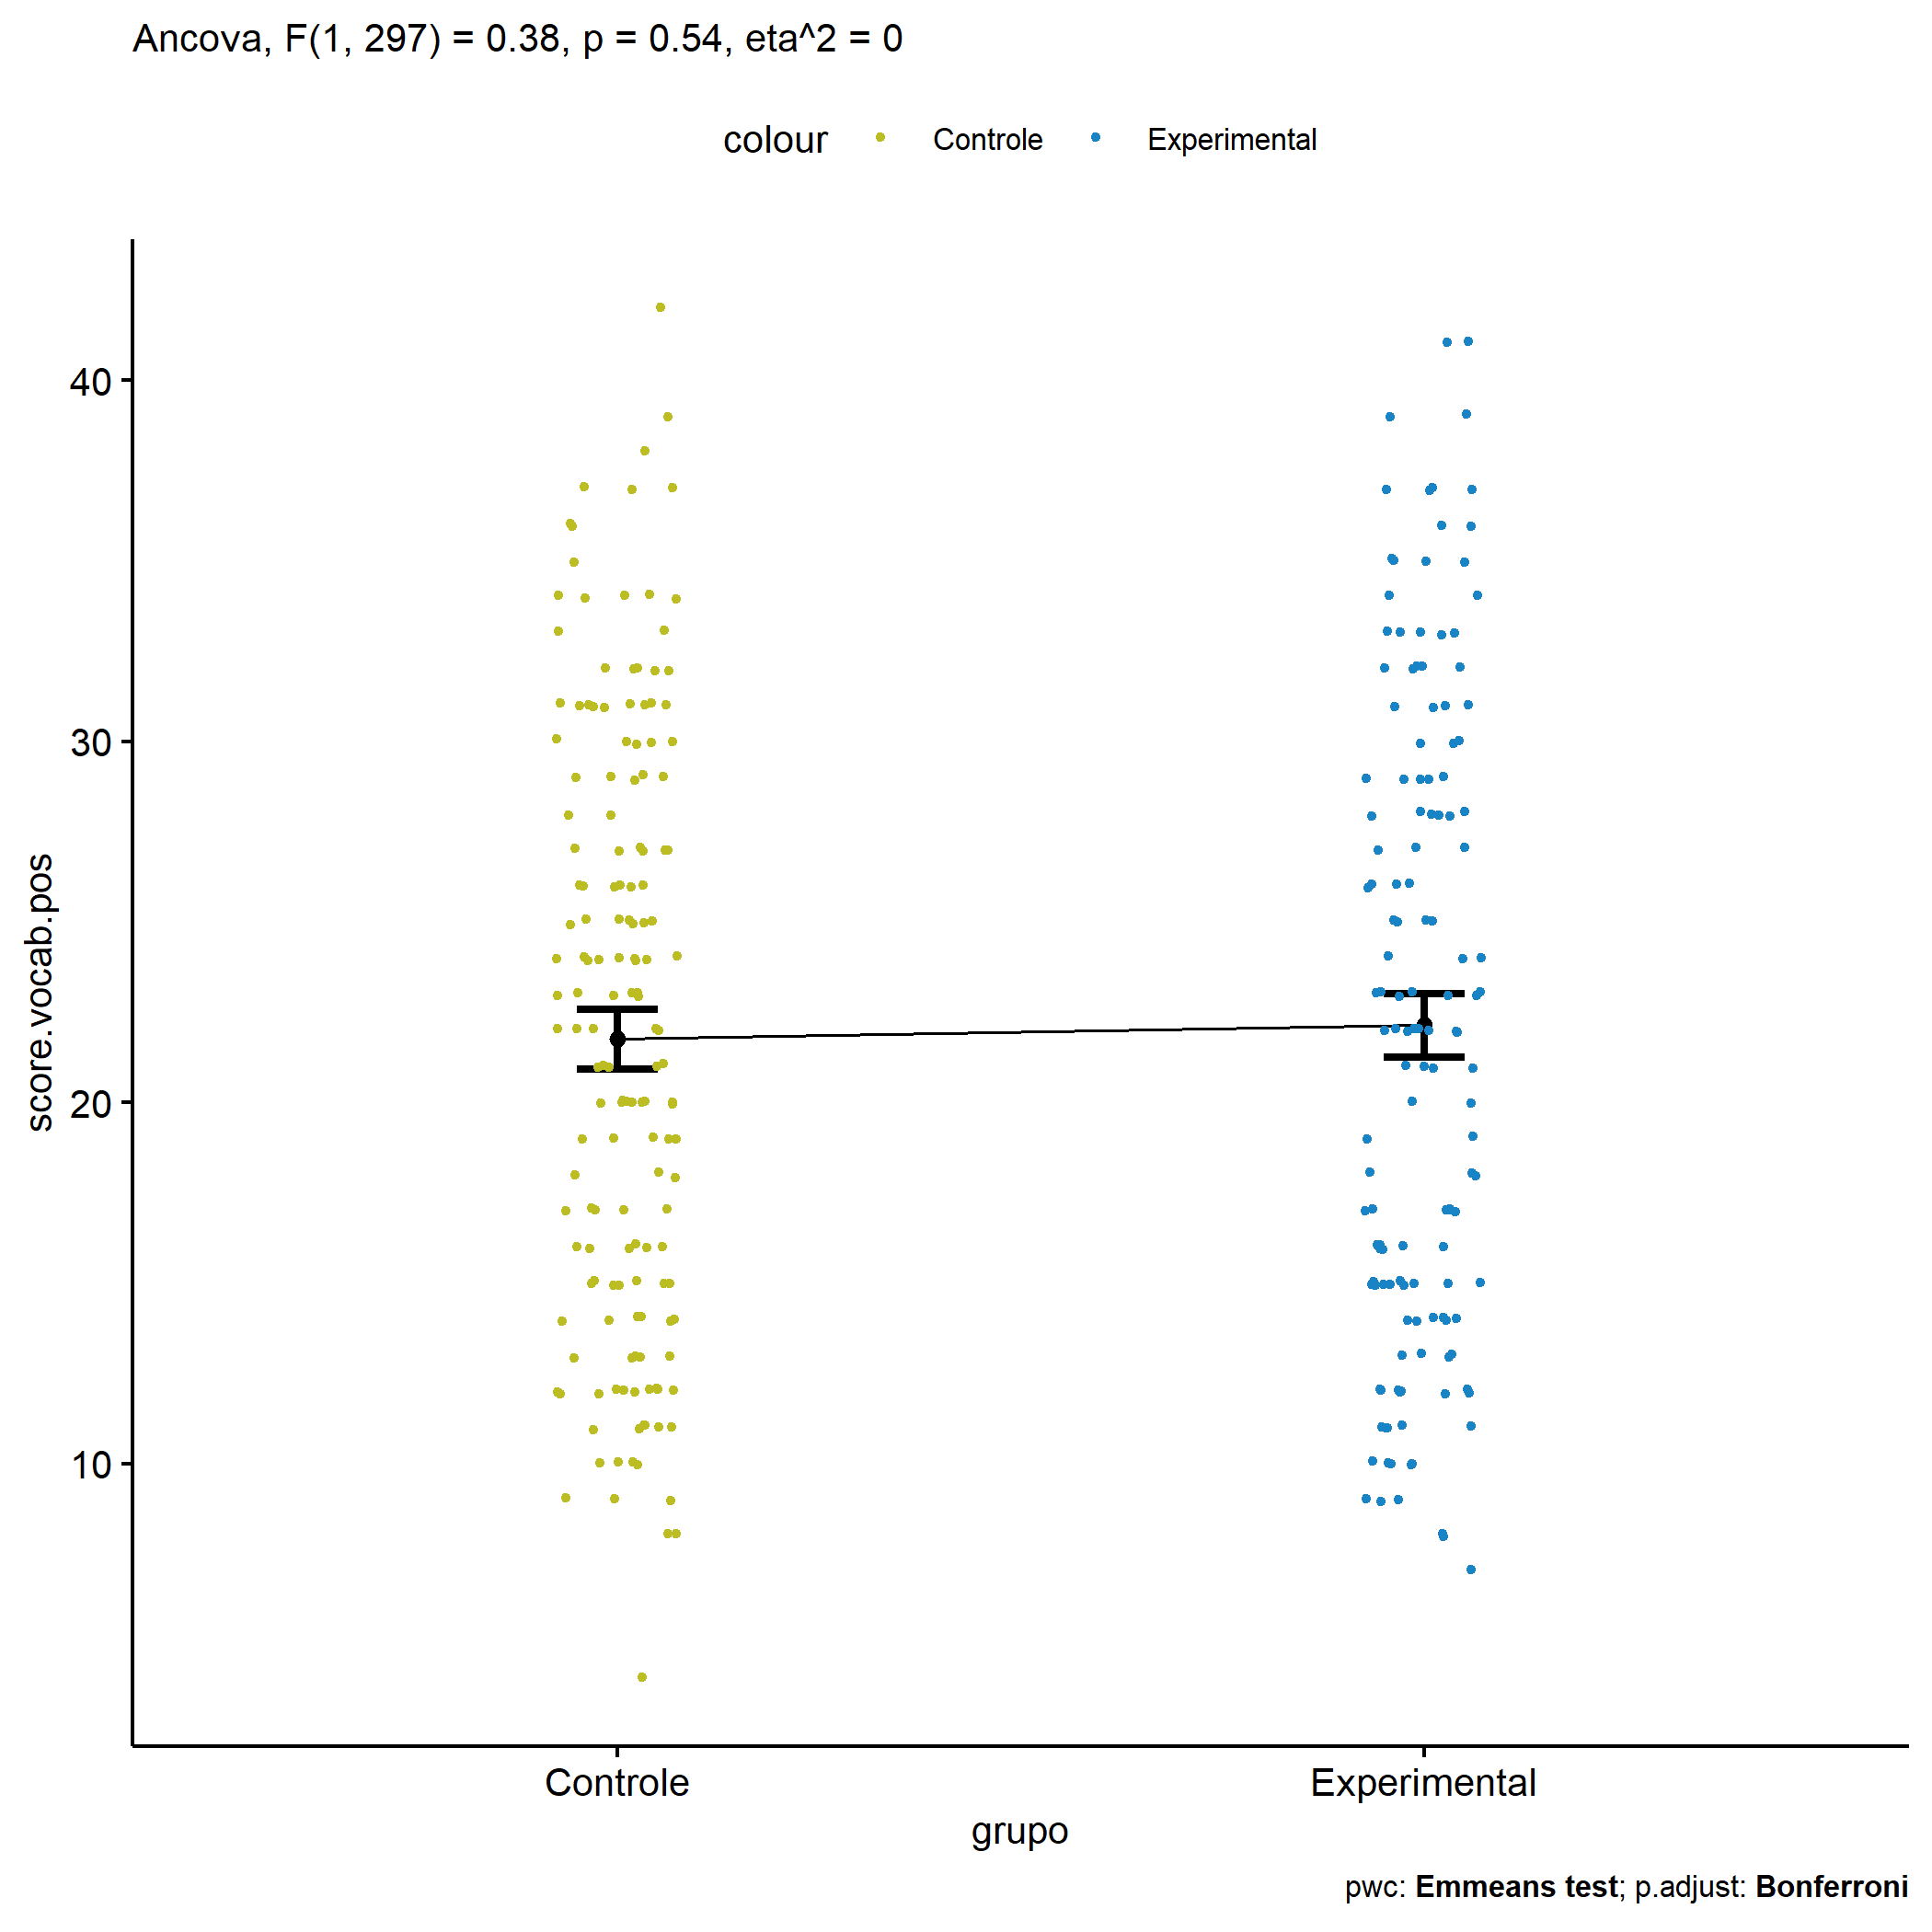 Ancova, F(1, 297) = 0.38, p = 0.54, eta^2 = 0
colour Controle Experimental
score.vocab.pos
40
30
20
10
Controle Experimental
grupo
pwc: Emmeans test; p.adjust: Bonferroni